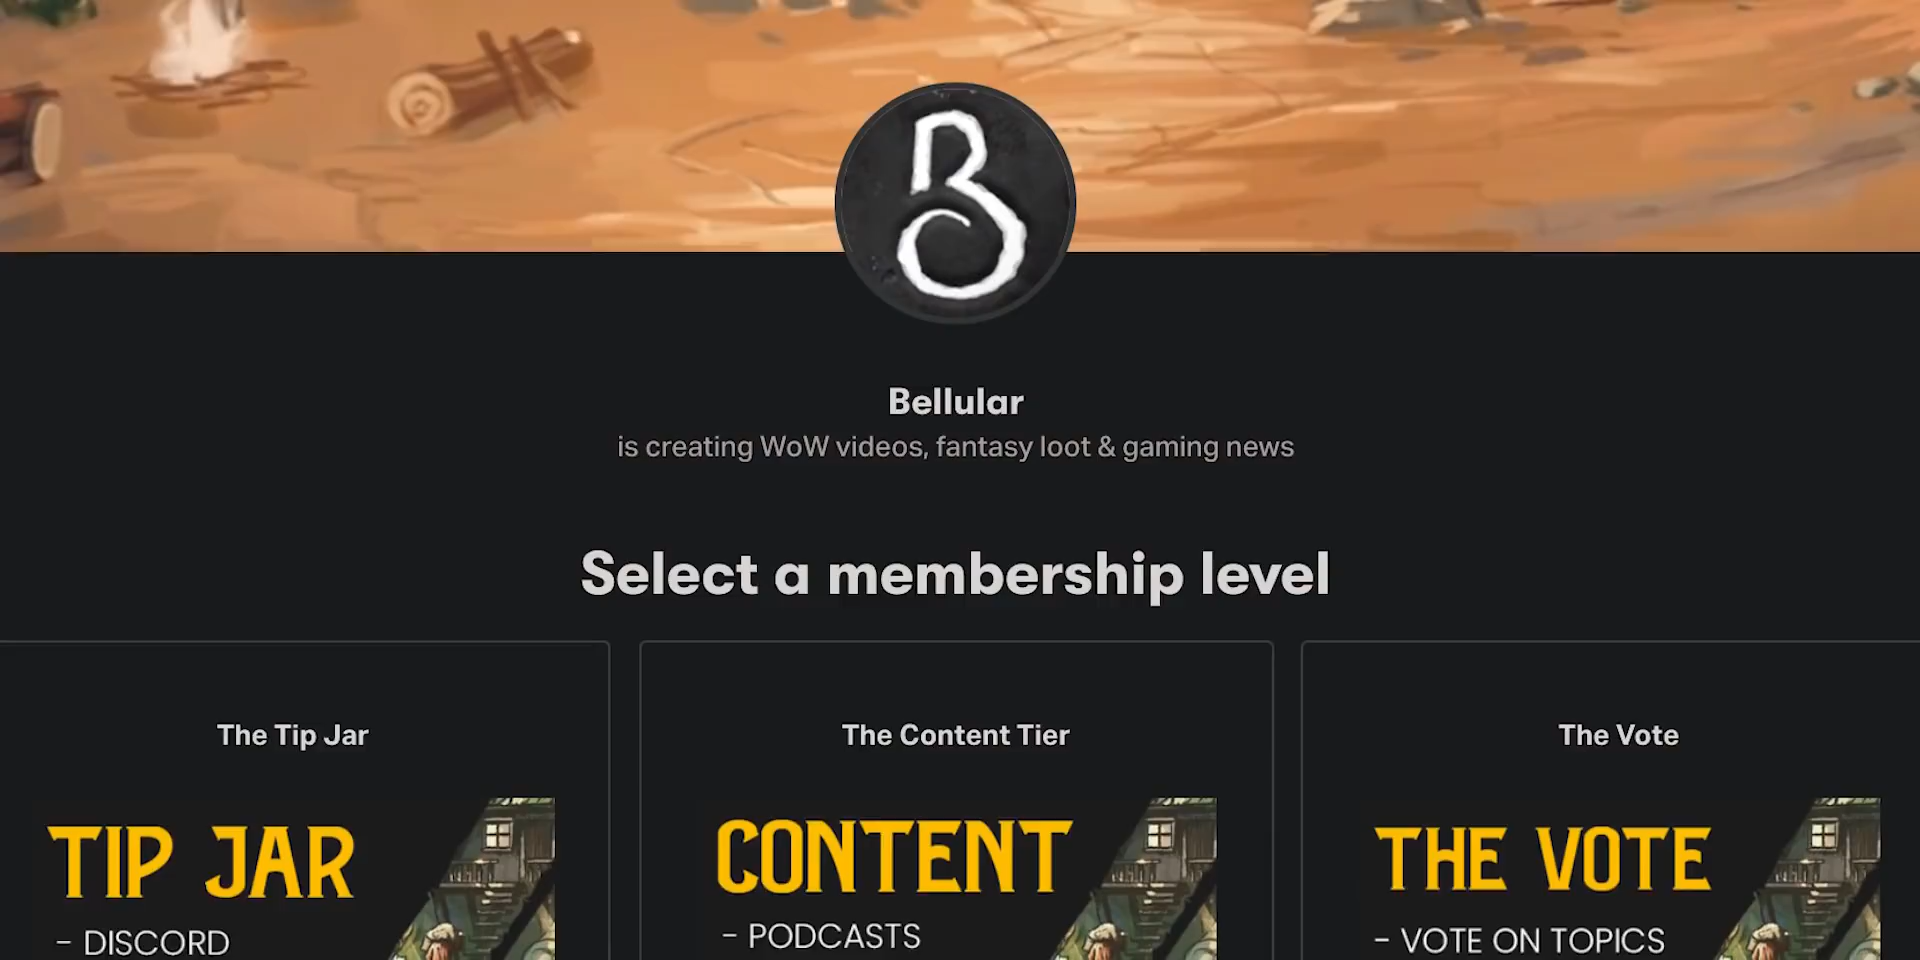 B
Bellular
is creating WoW videos, fantasy loot & gaming news
Select a membership level
The Tip Jar
The Content Tier
The Vote
TIP JAR
- DISCORD
CONTENT
- PODCASTS
THE VOTE
- VOTE ON TOPICS